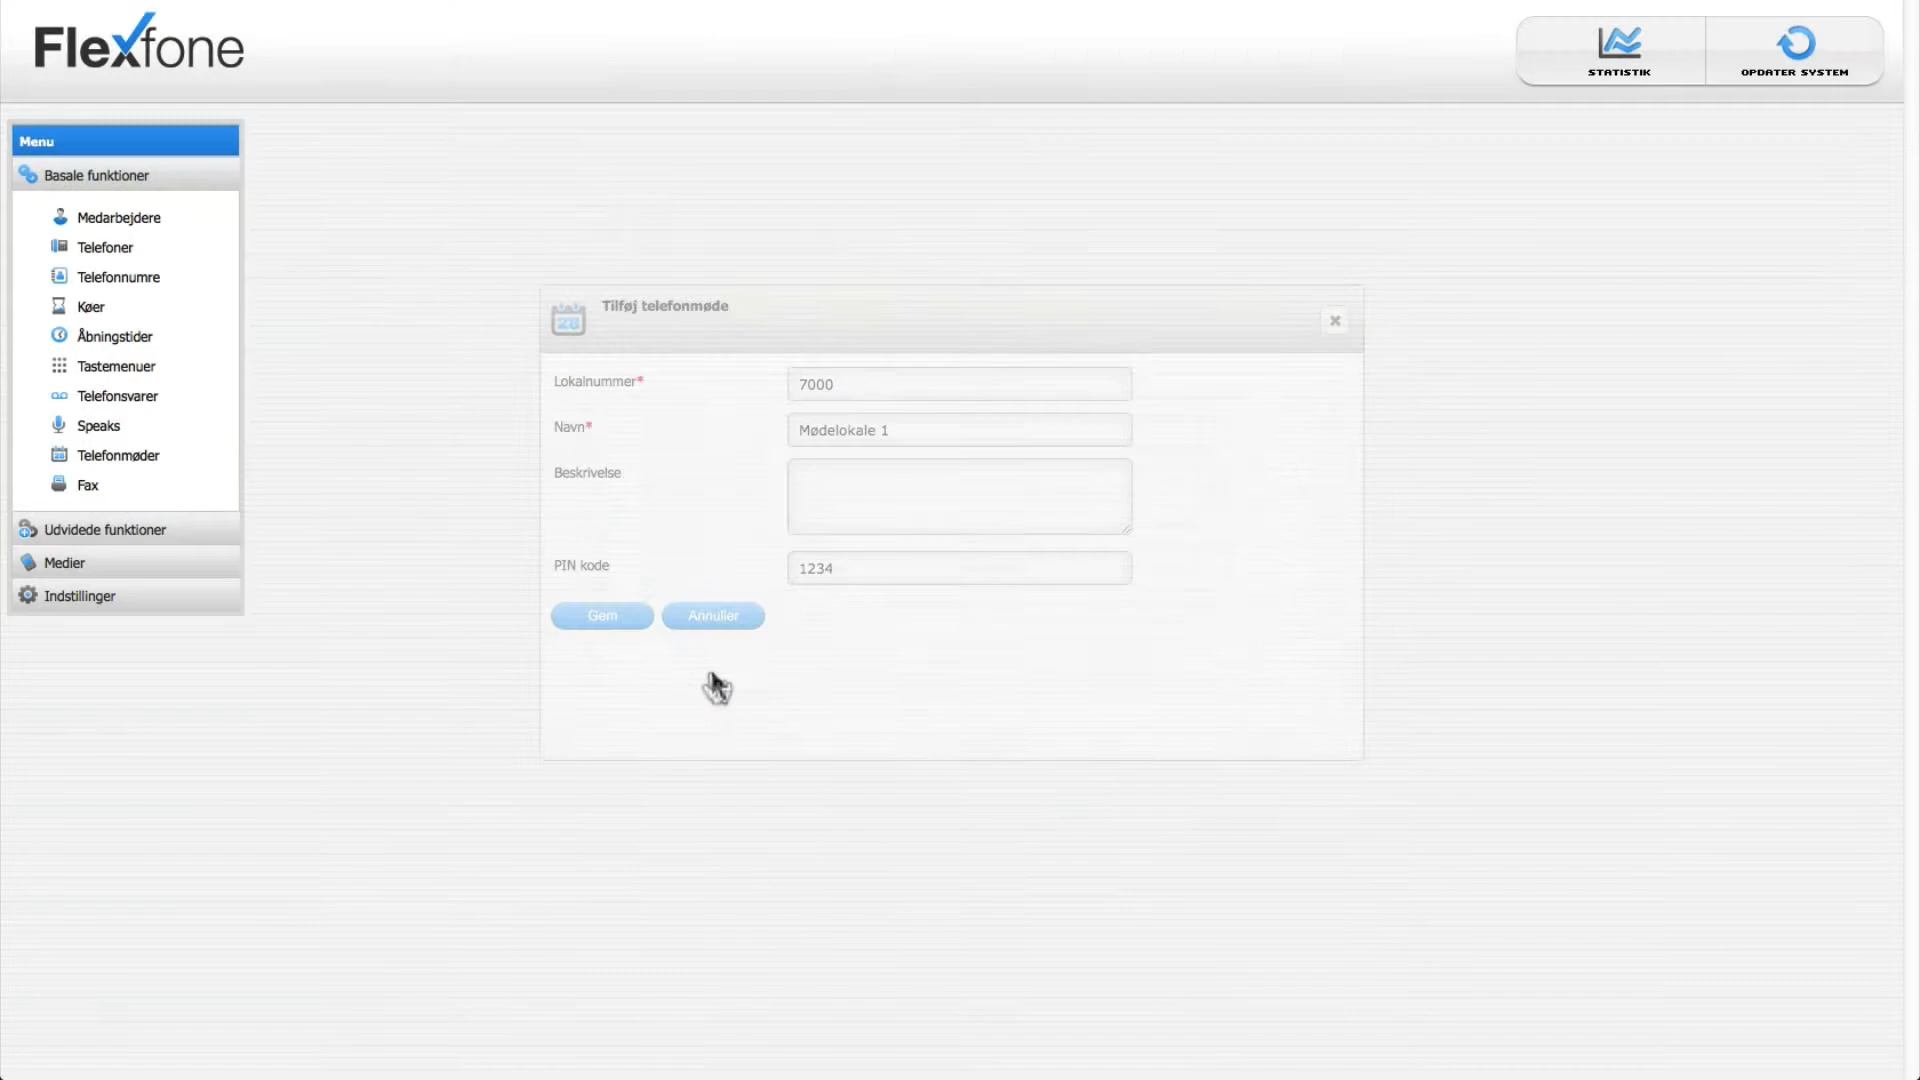 Flexfone
STATISTIK
OPDATER SYSTEM
Menu
Basale funktioner
Medarbejdere
Telefoner
Telefonnumre
Køer
Åbningstider
Tastemenuer
Telefonsvarer
Speaks
Telefonmøder
Fax
Udvidede funktioner
Medier
Indstillinger
28
Tilføj telefonmøde
Lokalnummer*
7000
Navn*
Mødelokale 1
Beskrivelse
PIN kode
1234
Gem
Annuller